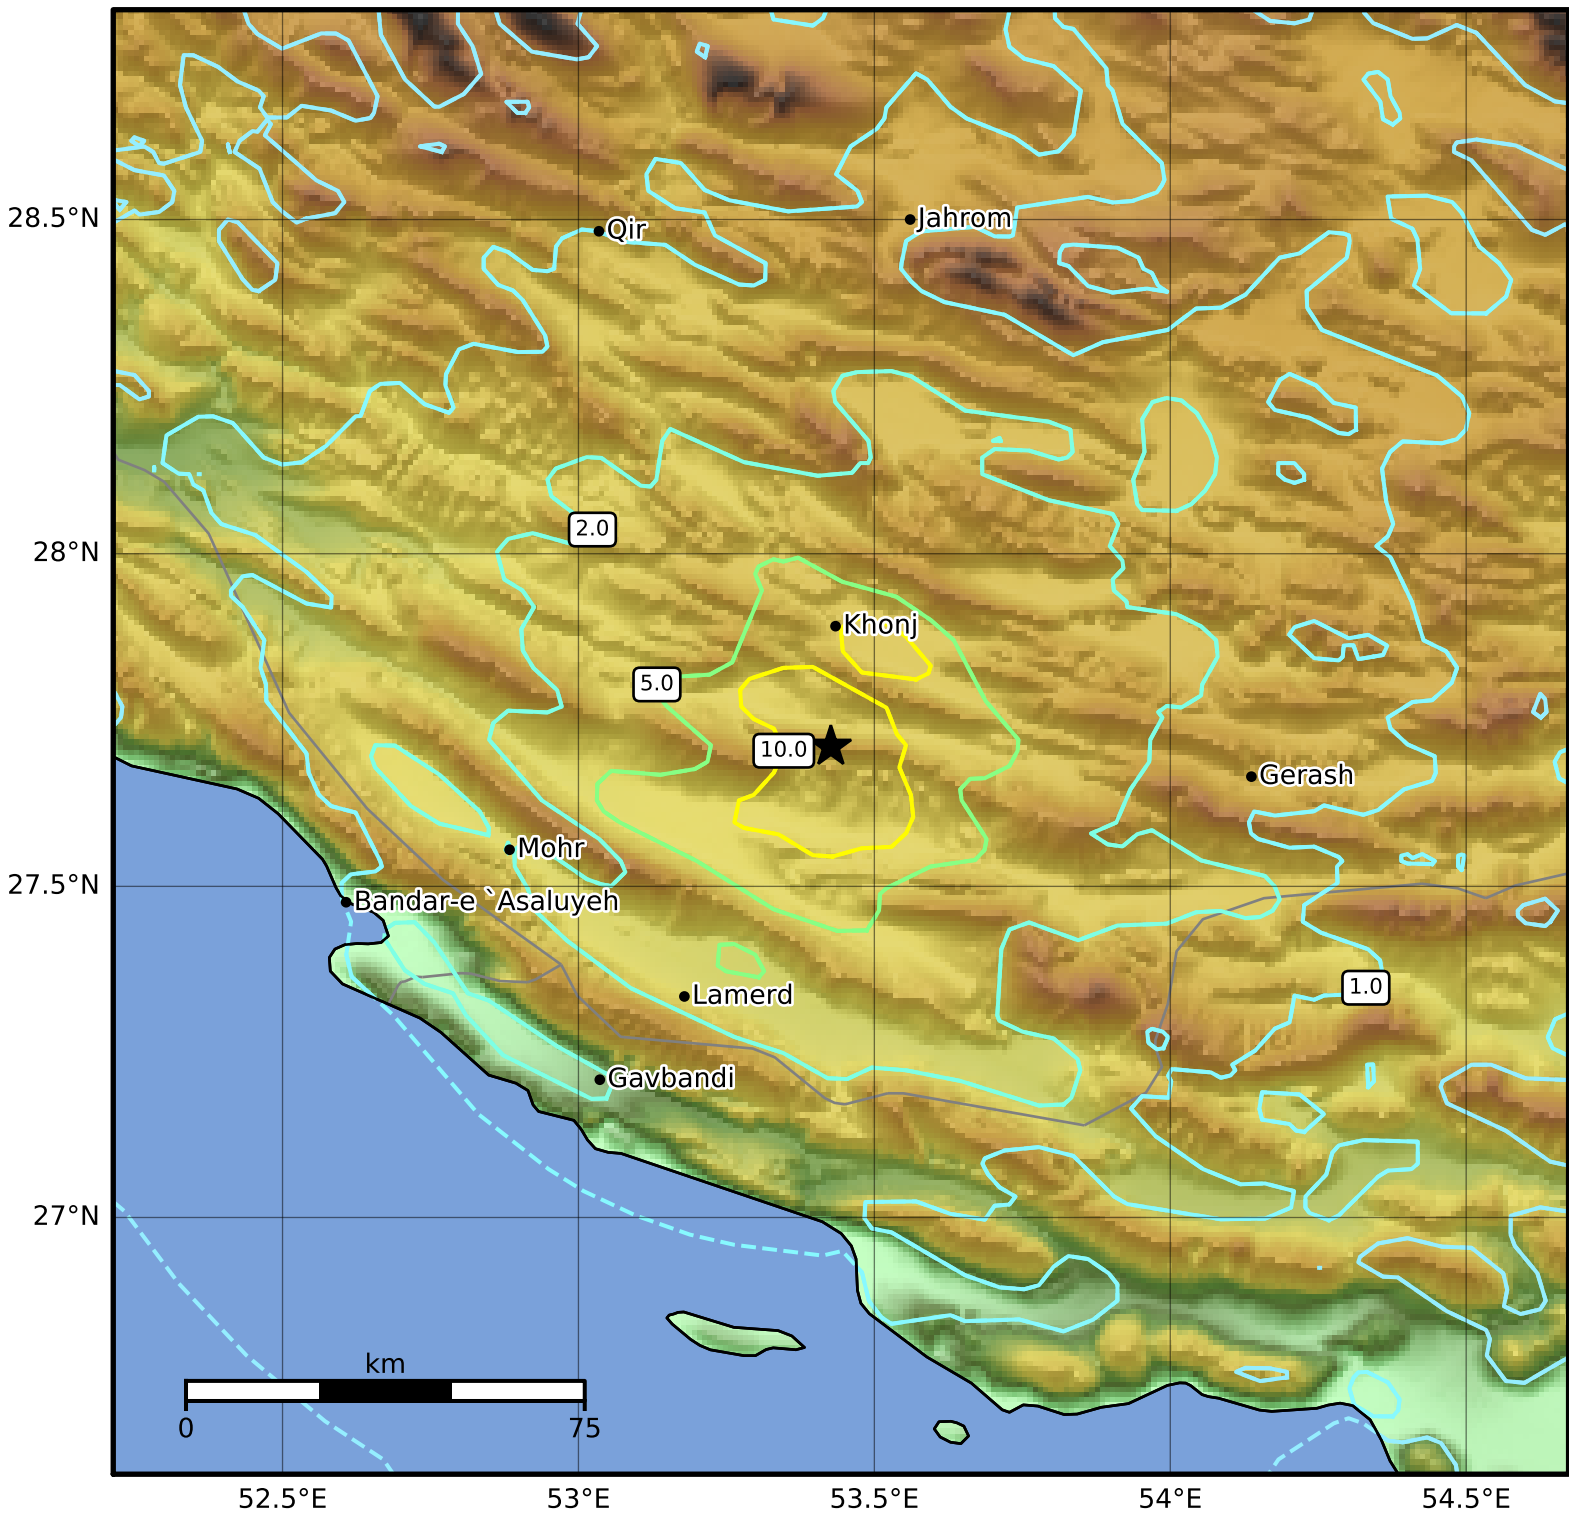 Qir
Jahrom
28.5°N
2.0
28°N
Khonj
5.0
10.0
Gerash
Mohr
27.5°N
Bandar-e `Asaluyeh
1.0
Lamerd
Gavbandi
27°N
km
0
75
52.5°E
53°E
53.5°E
54°E
54.5°E